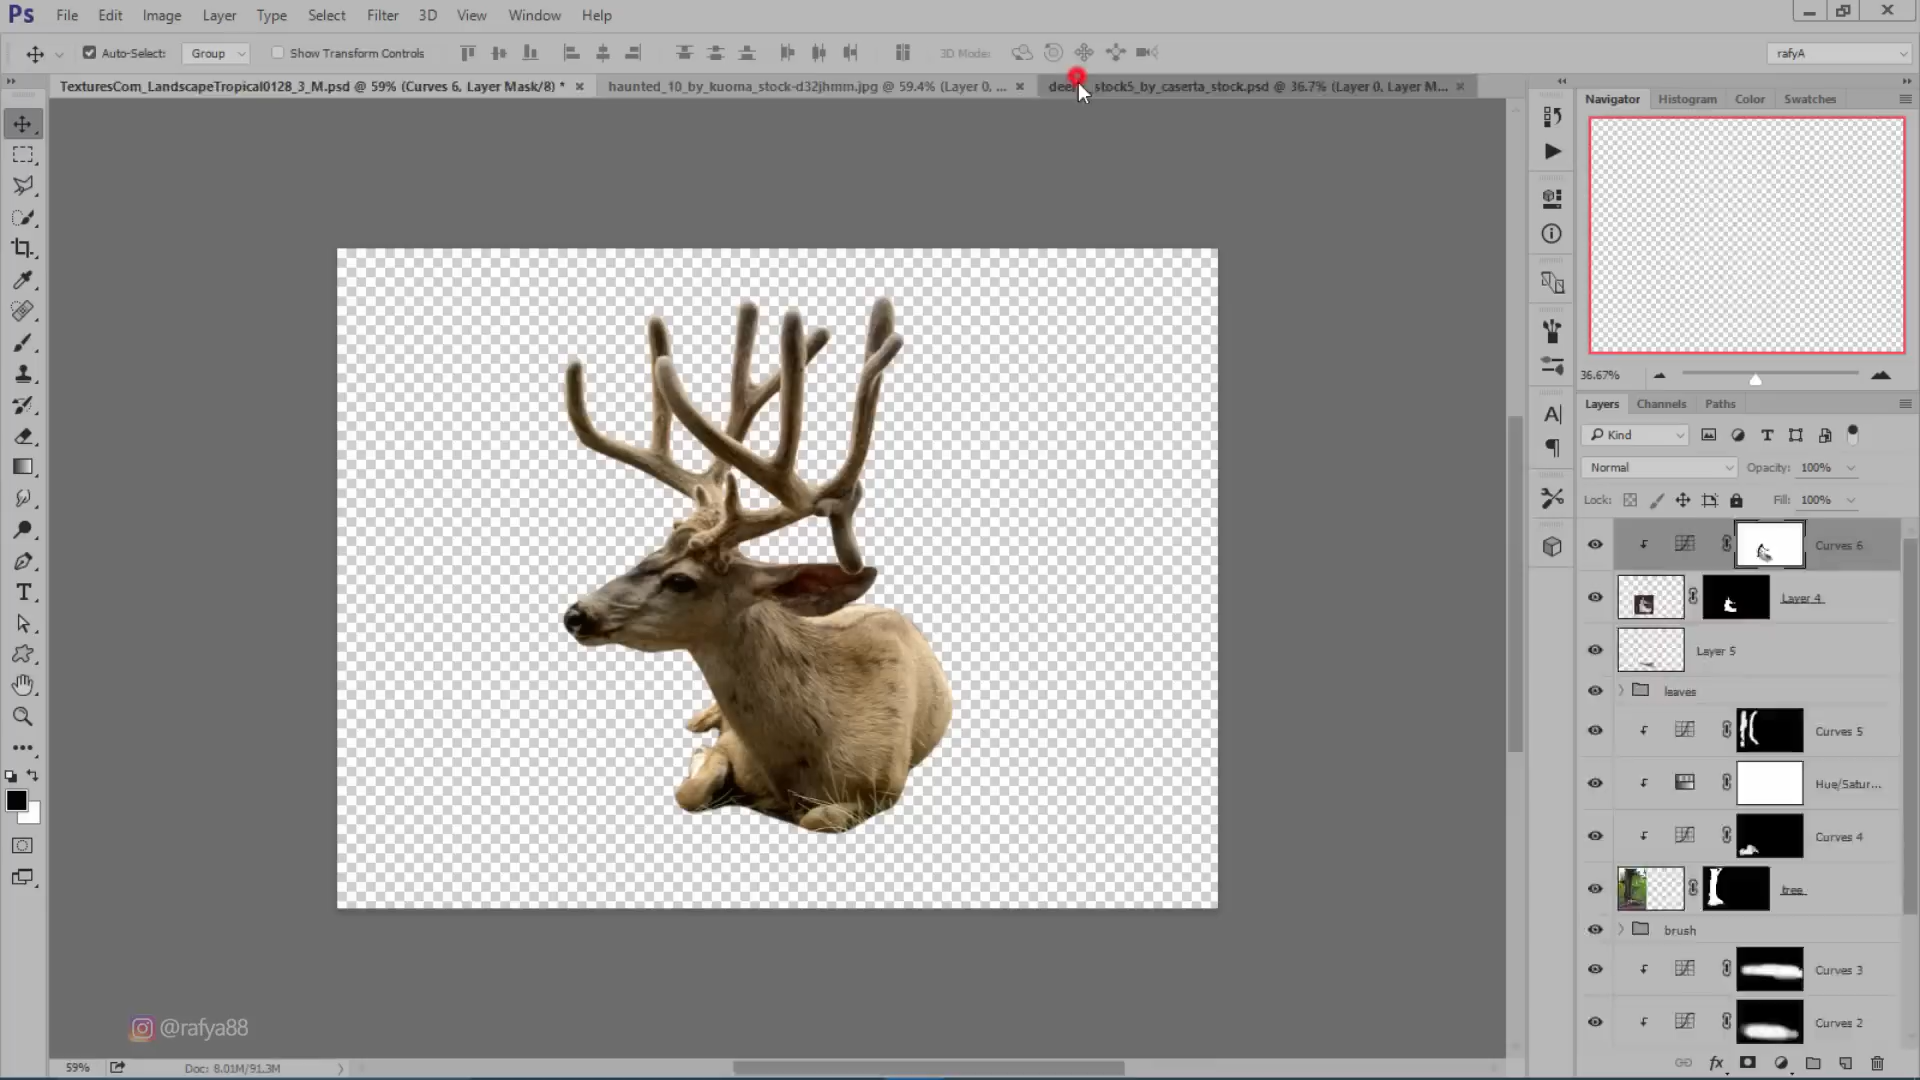 Ps File Edit Image Layer Type Select Filter 3D View Window Help
Auto-Select: Group Show Transform Controls 3D Mode: rafyA
TexturesCom_LandscapeTropical0128_3_M.psd @ 59% (Curves 6, Layer Mask/8) * haunted_10_by_kuoma_stock-d32jhmm.jpg @ 59.4% (Layer 0, ... stock5_by_caserta_stock.psd @ 36.7% (Layer 0, Layer M...
Navigator Histogram Color Swatches
36.67%
Layers Channels Paths
Kind
Normal Opacity: 100%
Lock: Fill: 100%
Curves 6
Layer 4
Layer 5
leaves
Curves 5
Hue/Satur...
Curves 4
tree
brush
Curves 3
Curves 2
@rafya88
59% Doc: 8.01M/91.3M